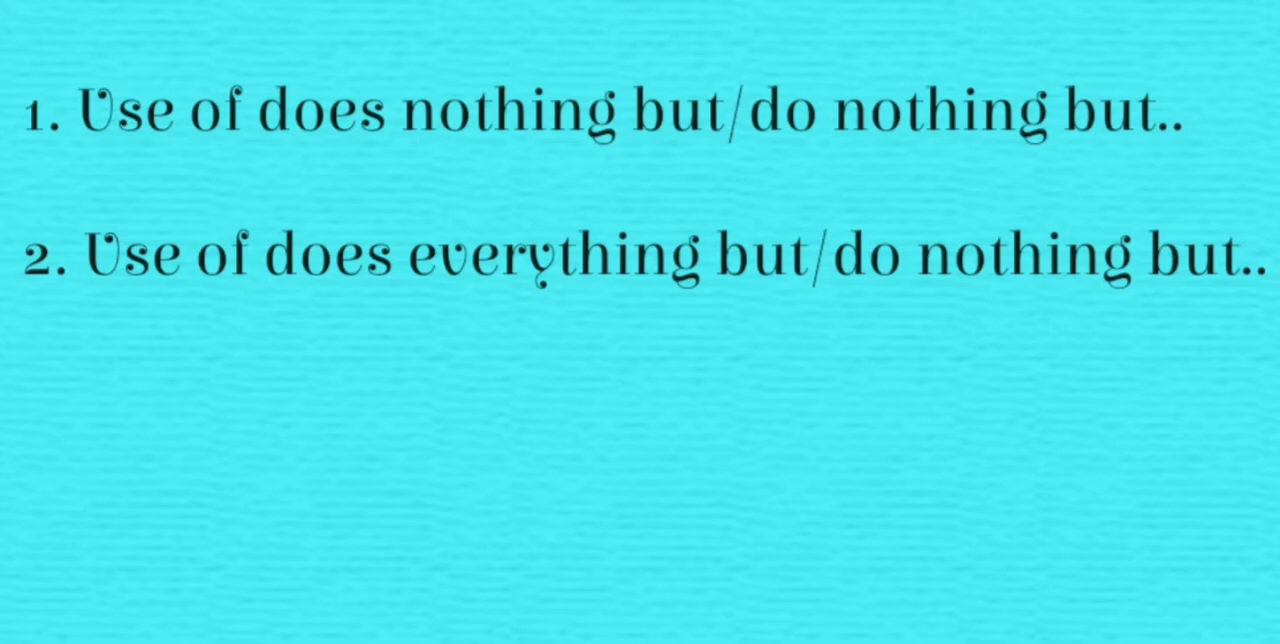 1. Use of does nothing but/do nothing but..
2. Use of does everything but/do nothing but..